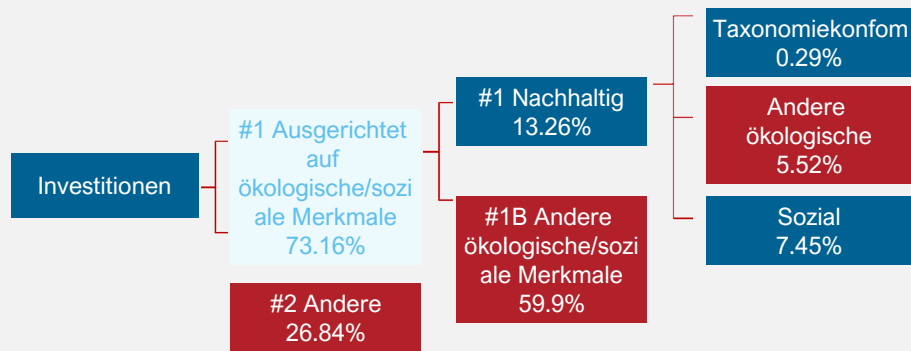 Investitionen
#1 Ausgerichtet
auf
ökologische/sozi
ale Merkmale
73.16%
#2 Andere
26.84%
#1 Nachhaltig
13.26%
#1B Andere
ökologische/sozi
ale Merkmale
59.9%
Taxonomiekonfom
0.29%
Andere
ökologische
5.52%
Sozial
7.45%